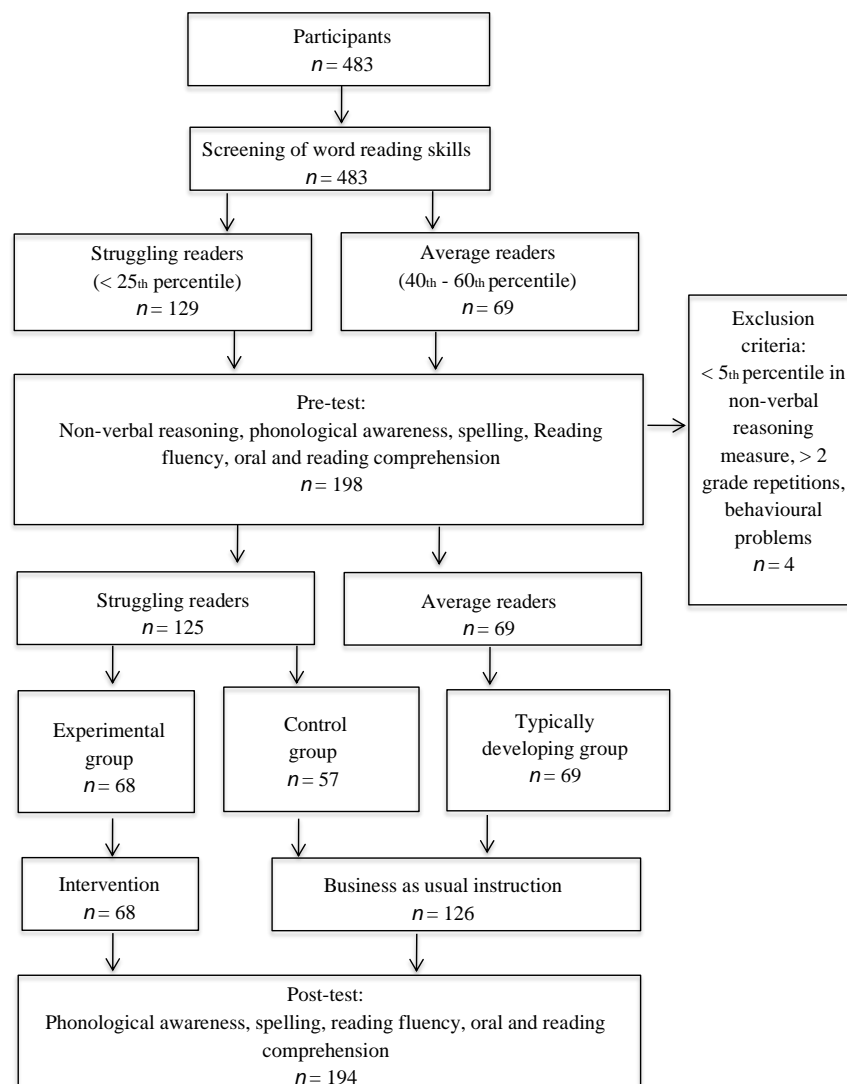 Participants
n = 483
Screening of word reading skills
n = 483
Struggling readers
(< 25th percentile)
n = 129
Average readers
(40th - 60th percentile)
n = 69
Exclusion
criteria:
< 5th percentile in
non-verbal
reasoning
measure, > 2
grade repetitions,
behavioural
problems
n = 4
Pre-test:
Non-verbal reasoning, phonological awareness, spelling, Reading
fluency, oral and reading comprehension
n = 198
Struggling readers
n = 125
Average readers
n = 69
Experimental
group
n = 68
Control
group
n = 57
Typically
developing group
n = 69
Intervention
n = 68
Business as usual instruction
n = 126
Post-test:
Phonological awareness, spelling, reading fluency, oral and reading
comprehension
n = 194